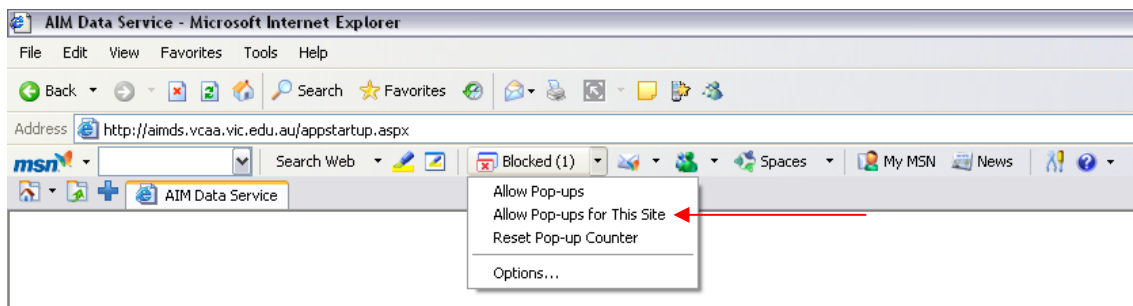 AIM Data Service - Microsoft Internet Explorer
File Edit View Favorites Tools Help
Back Search Favorites
Address http://aimds.vcaa.vic.edu.au/appstartup.aspx
msn Search Web Blocked (1) Spaces My MSN News
AIM Data Service
Allow Pop-ups
Allow Pop-ups for This Site
Reset Pop-up Counter
Options...